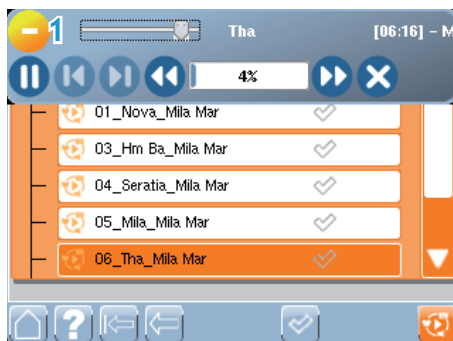 1 Tha [06:16] – M
4%
01_Nova_Mila Mar
03_Hm Ba_Mila Mar
04_Seratia_Mila Mar
05_Mila_Mila Mar
06_Tha_Mila Mar
?